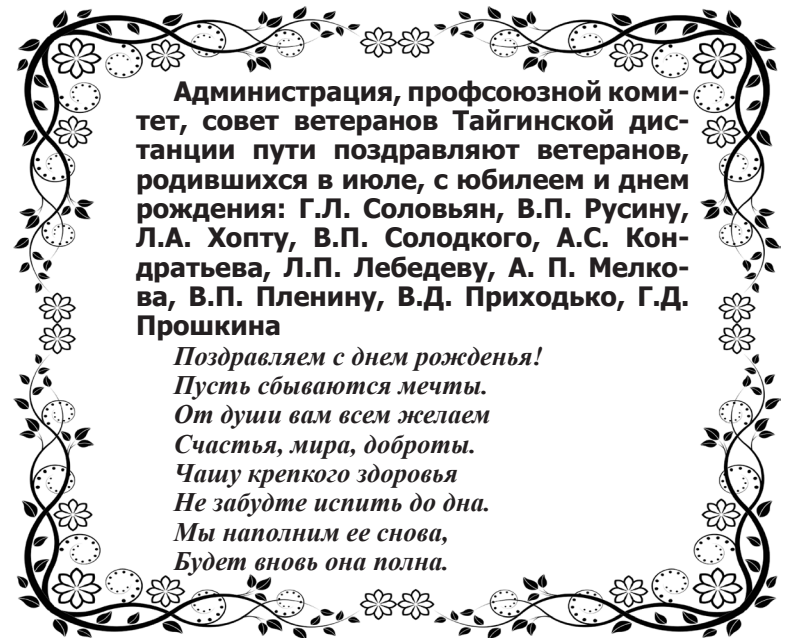 Администрация, профсоюзной коми-
тет, совет ветеранов Тайгинской дис-
танции пути поздравляют ветеранов,
родившихся в июле, с юбилеем и днем
рождения: Г.Л. Соловьян, В.П. Русину,
Л.А. Хопту, В.П. Солодкого, А.С. Кон-
дратьева, Л.П. Лебедеву, А. П. Мелко-
ва, В.П. Пленину, В.Д. Приходько, Г.Д.
Прошкина
Поздравляем с днем рожденья!
Пусть сбываются мечты.
От души вам всем желаем
Счастья, мира, доброты.
Чашу крепкого здоровья
Не забудте испить до дна.
Мы наполним ее снова,
Будет вновь она полна.